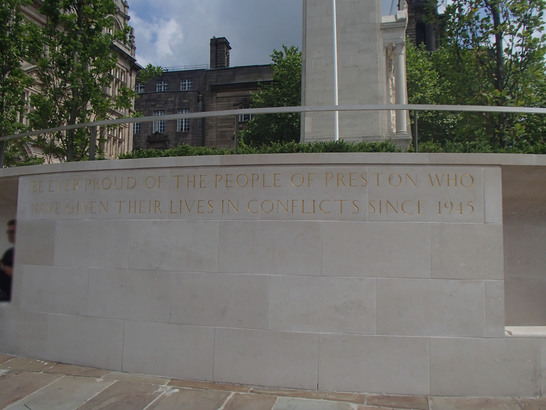 BE EVER PROUD OF THE PEOPLE OF PRESTON WHO
HAVE GIVEN THEIR LIVES IN CONFLICTS SINCE 1945